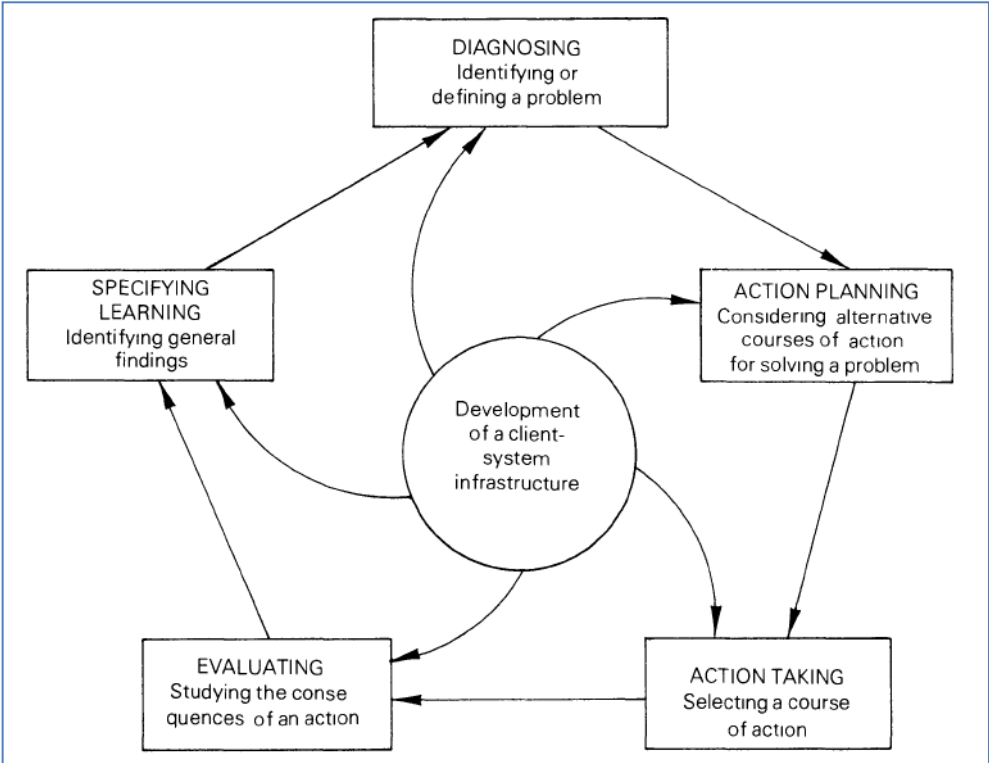 DIAGNOSING
Identifying or
defining a problem
ACTION PLANNING
Considering alternative
courses of action
for solving a problem
ACTION TAKING
Selecting a course
of action
EVALUATING
Studying the conse
quences of an action
SPECIFYING
LEARNING
Identifying general
findings
Development
of a client-
system
infrastructure